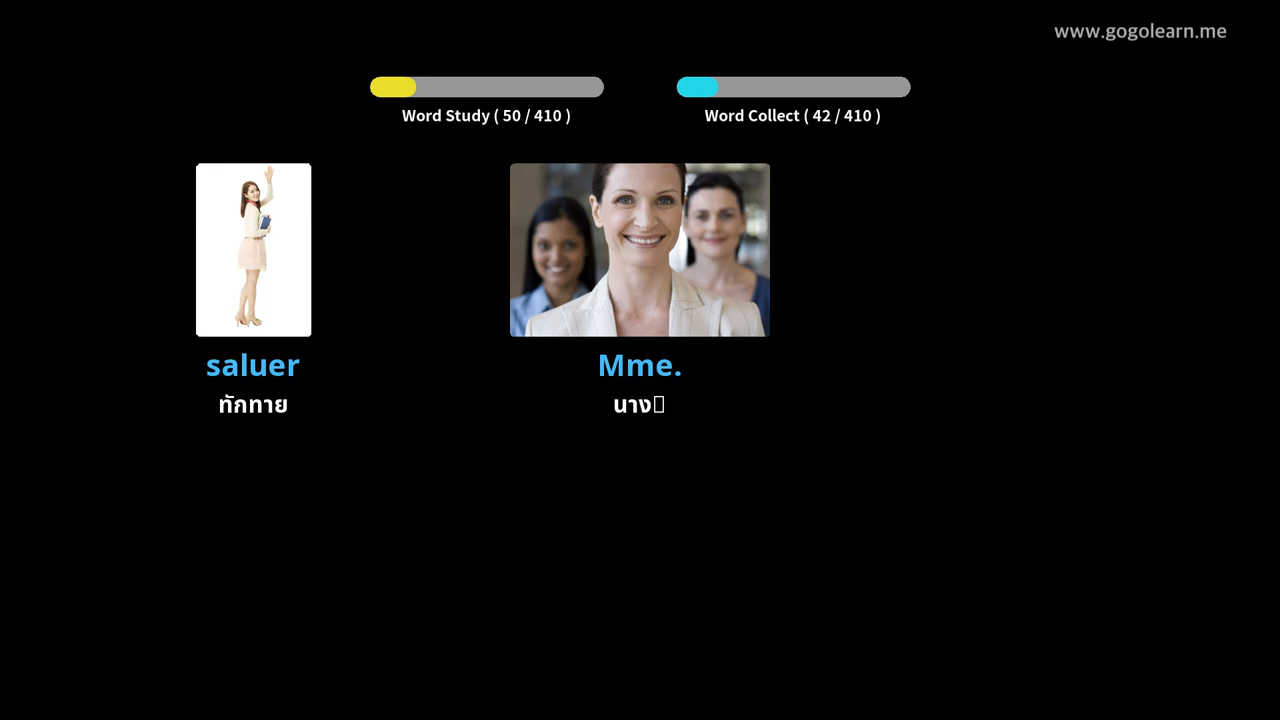 www.gogolearn.me
Word Study ( 50 / 410 )
Word Collect ( 42 / 410 )
saluer
ทักทาย
Mme.
นาง